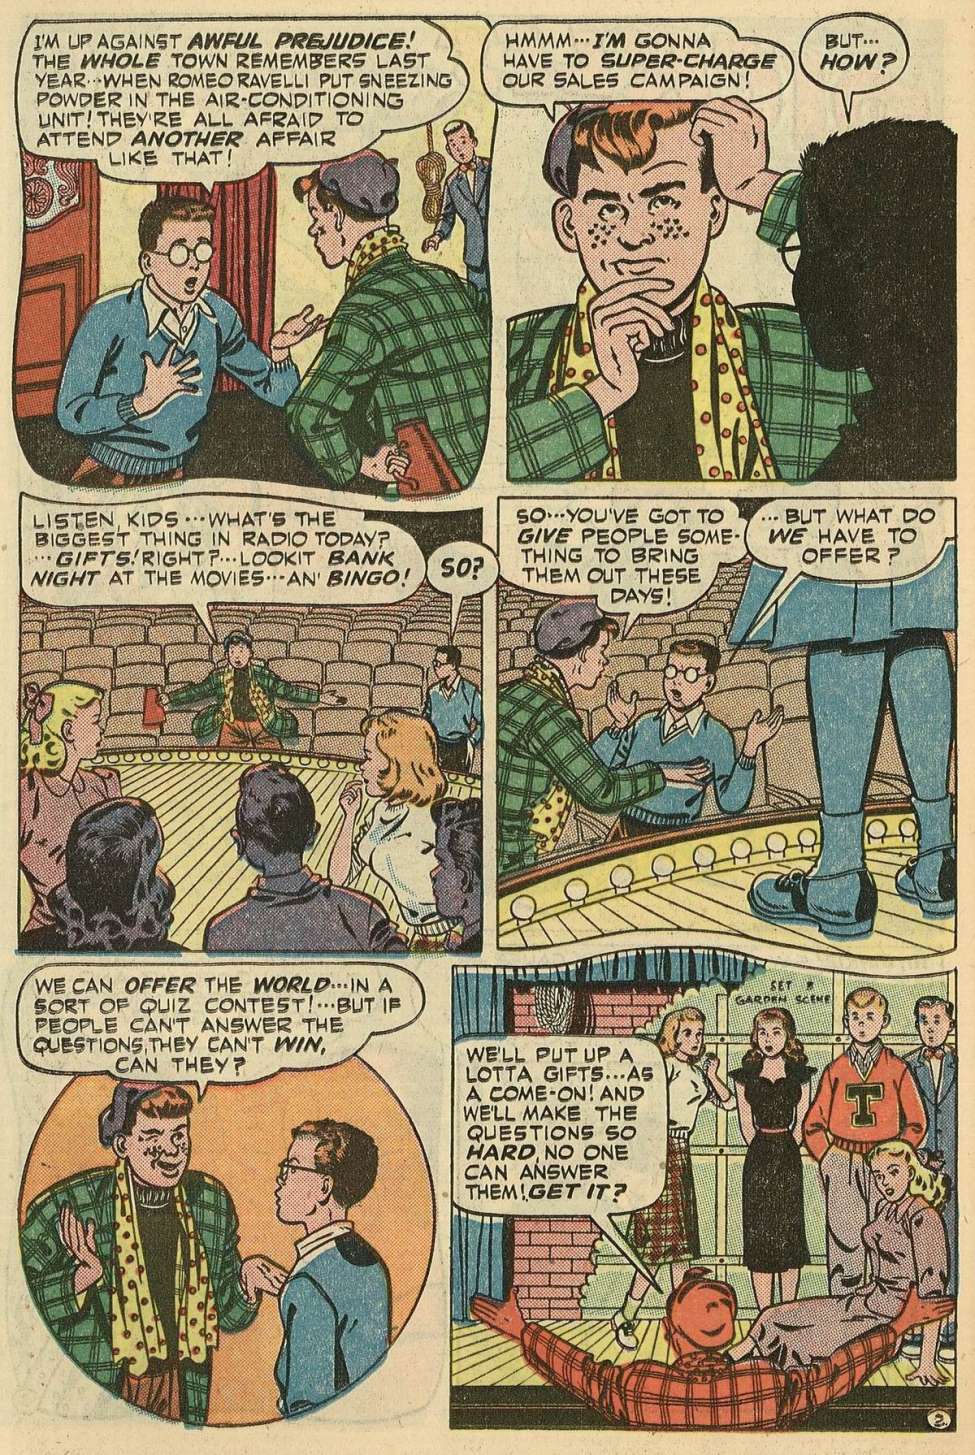 I'M UP AGAINST AWFUL PREJUDICE!
THE WHOLE TOWN REMEMBERS LAST
YEAR--WHEN ROMEO RAVELLI PUT SNEEZING
POWDER IN THE AIR-CONDITIONING
UNIT! THEY'RE ALL AFRAID TO
ATTEND ANOTHER AFFAIR
LIKE THAT!
HMMM---I'M GONNA
HAVE TO SUPER-CHARGE
OUR SALES CAMPAIGN!
BUT---
HOW?
LISTEN, KIDS---WHAT'S THE
BIGGEST THING IN RADIO TODAY?
---GIFTS! RIGHT?---LOOKIT BANK
NIGHT AT THE MOVIES---AN' BINGO!
SO?
SO---YOU'VE GOT TO
GIVE PEOPLE SOME-
THING TO BRING
THEM OUT THESE
DAYS!
---BUT WHAT DO
WE HAVE TO
OFFER?
WE CAN OFFER THE WORLD---IN A
SORT OF QUIZ CONTEST!---BUT IF
PEOPLE CAN'T ANSWER THE
QUESTIONS, THEY CAN'T WIN,
CAN THEY?
SET 8
GARDEN SCENE
WE'LL PUT UP A
LOTTA GIFTS---AS
A COME-ON! AND
WE'LL MAKE THE
QUESTIONS SO
HARD, NO ONE
CAN ANSWER
THEM! GET IT?
T
2